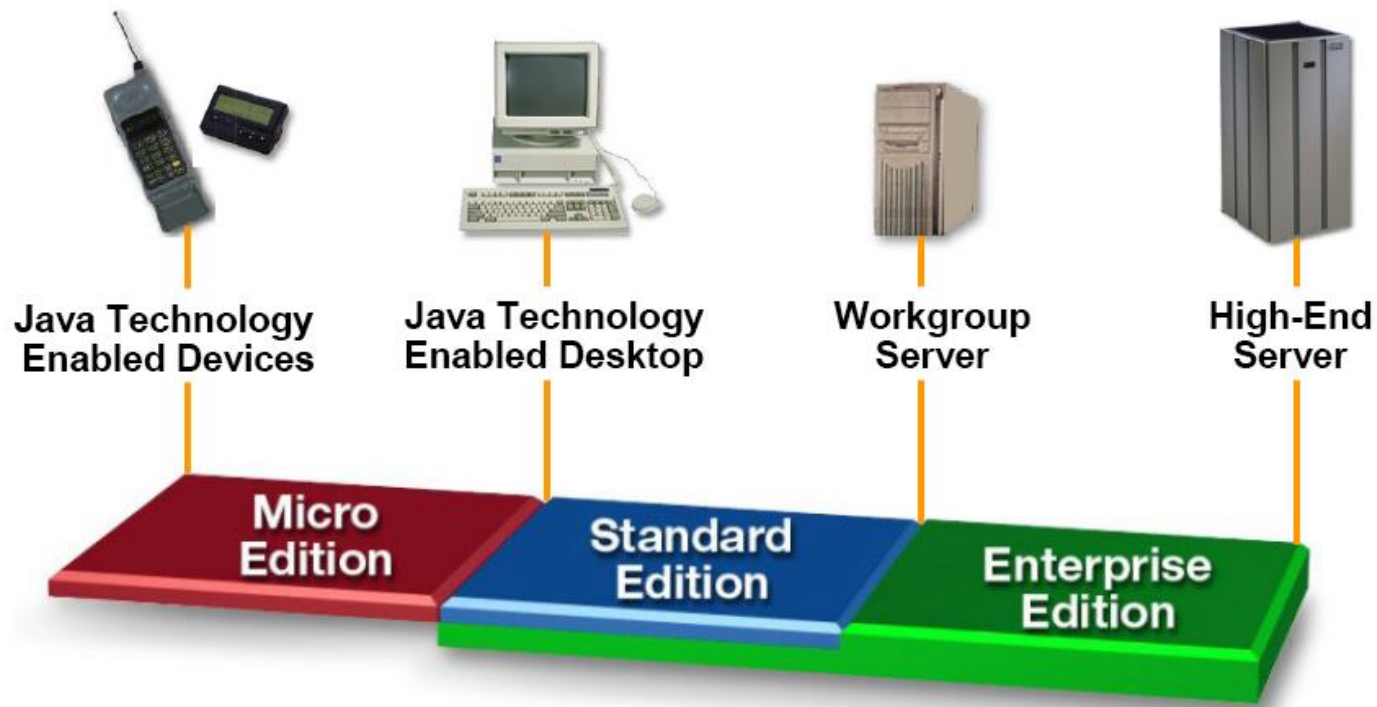 Java Technology
Enabled Devices
Java Technology
Enabled Desktop
Workgroup
Server
High-End
Server
Micro
Edition
Standard
Edition
Enterprise
Edition